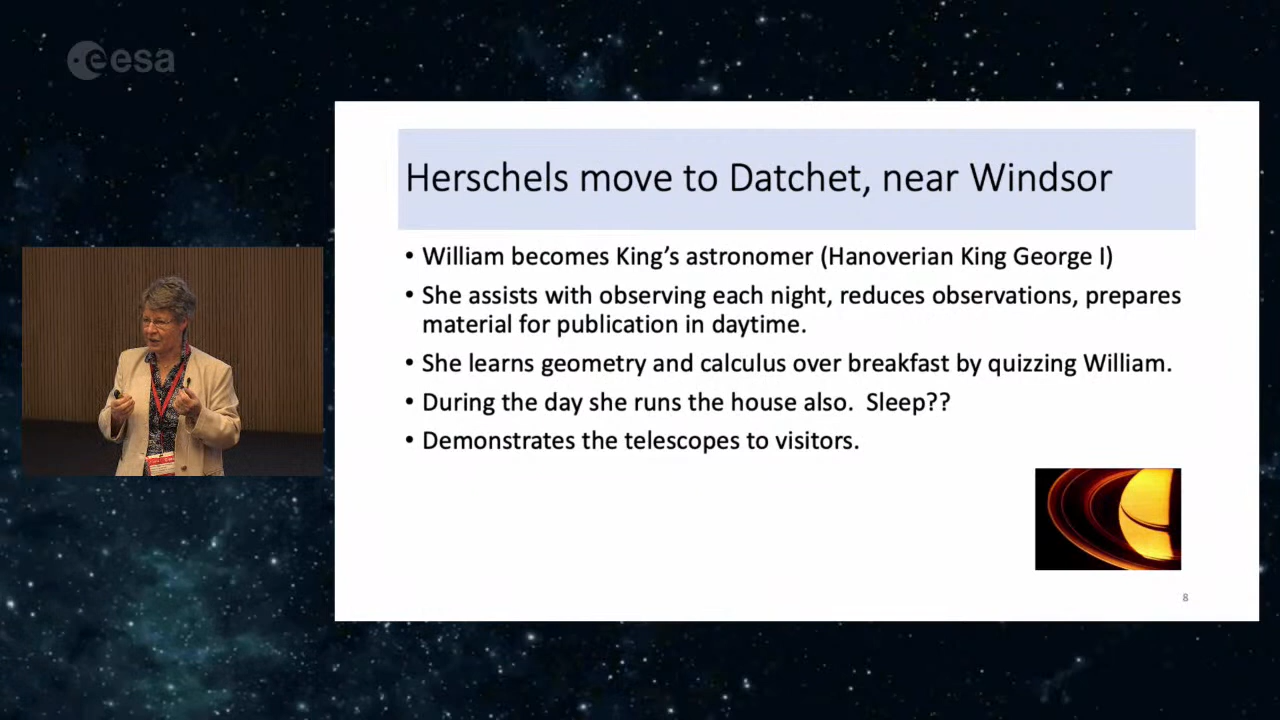 esa
Herschels move to Datchet, near Windsor
• William becomes King's astronomer (Hanoverian King George I)
• She assists with observing each night, reduces observations, prepares
material for publication in daytime.
• She learns geometry and calculus over breakfast by quizzing William.
• During the day she runs the house also. Sleep??
• Demonstrates the telescopes to visitors.
8